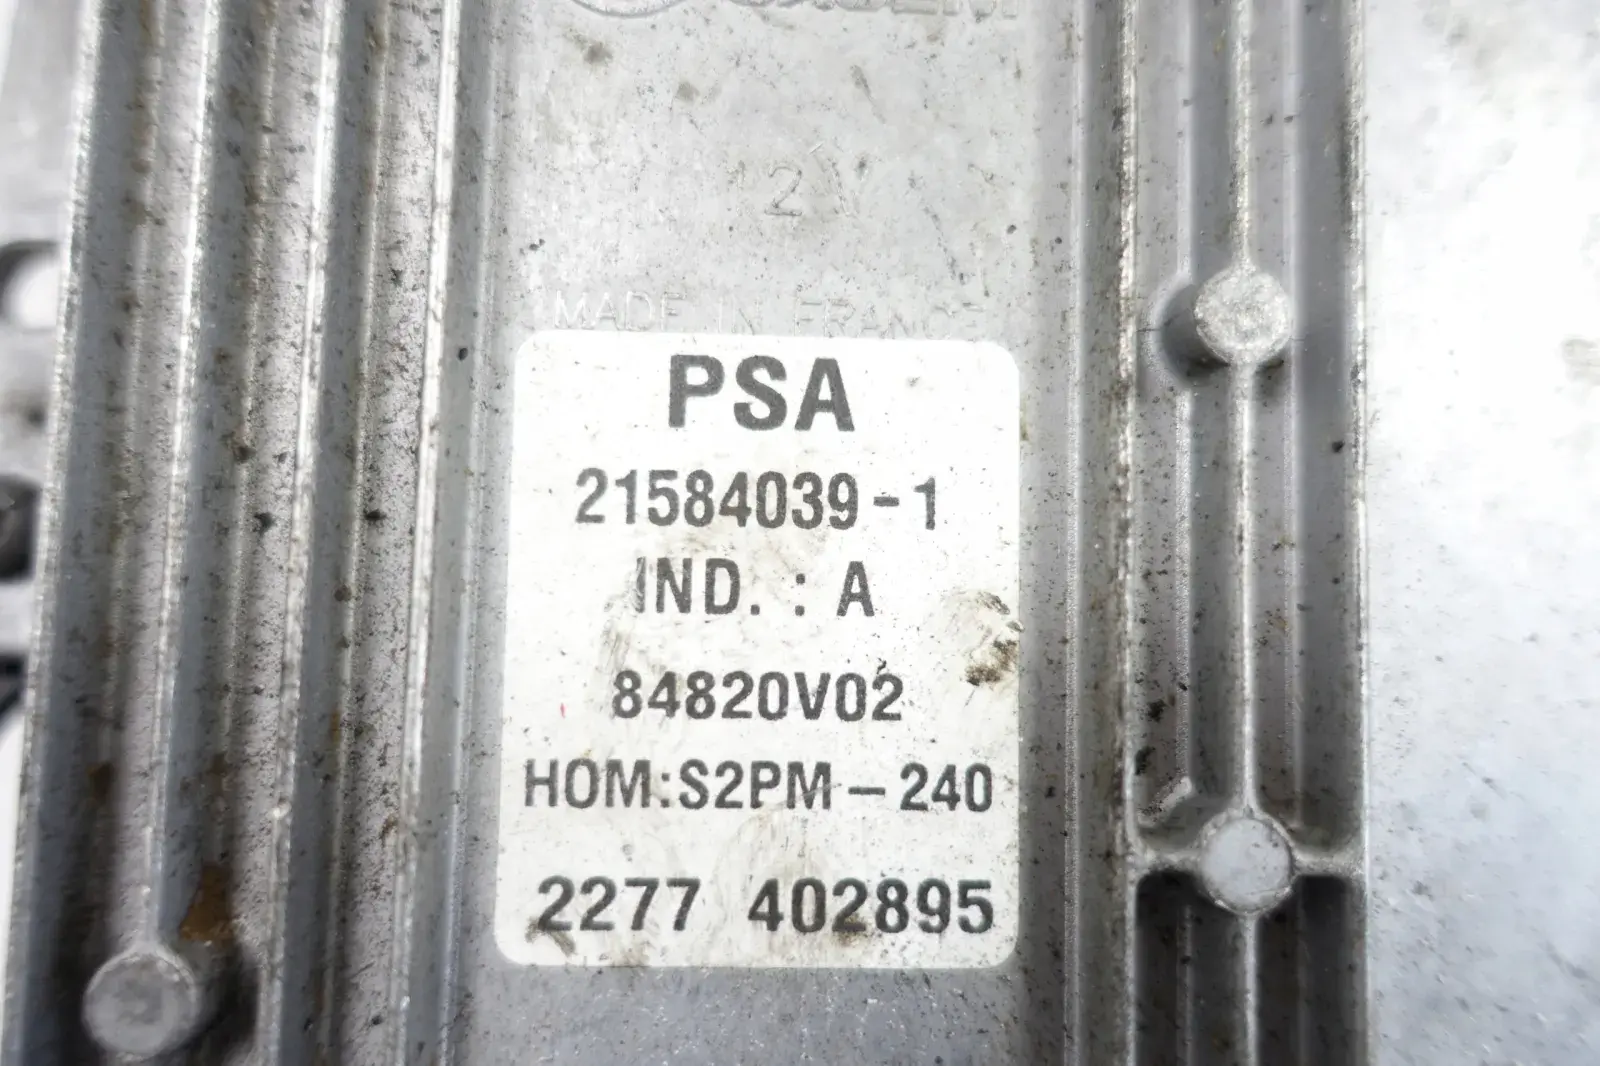 12V
MADE IN FRANCE
PSA
21584039-1
IND. : A
84820V02
HOM:S2PM-240
2277 402895